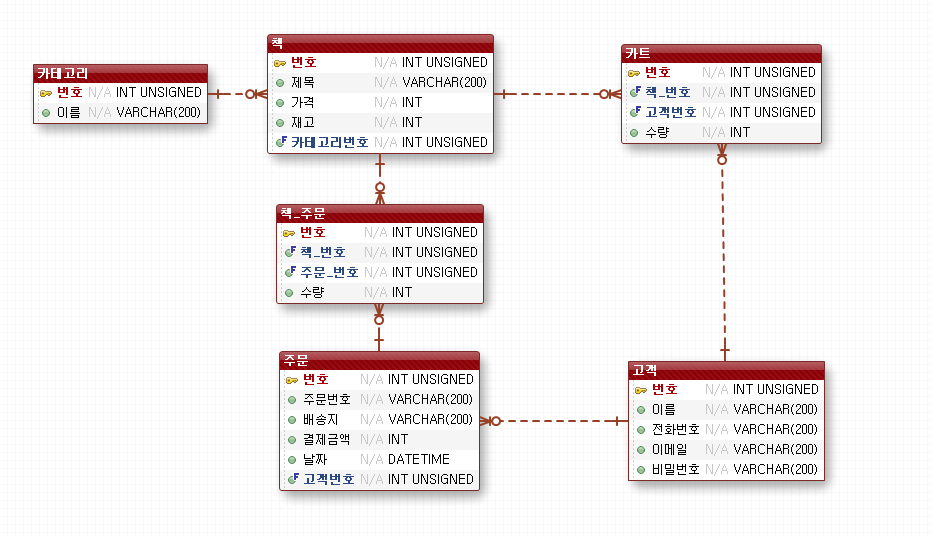 카테고리
번호 N/A INT UNSIGNED
이름 N/A VARCHAR(200)
책
번호 N/A INT UNSIGNED
제목 N/A VARCHAR(200)
가격 N/A INT
재고 N/A INT
F 카테고리번호 N/A INT UNSIGNED
카트
번호 N/A INT UNSIGNED
F 책_번호 N/A INT UNSIGNED
F 고객번호 N/A INT UNSIGNED
수량 N/A INT
책_주문
번호 N/A INT UNSIGNED
F 책_번호 N/A INT UNSIGNED
F 주문_번호 N/A INT UNSIGNED
수량 N/A INT
주문
번호 N/A INT UNSIGNED
주문번호 N/A VARCHAR(200)
배송지 N/A VARCHAR(200)
결제금액 N/A INT
날짜 N/A DATETIME
F 고객번호 N/A INT UNSIGNED
고객
번호 N/A INT UNSIGNED
이름 N/A VARCHAR(200)
전화번호 N/A VARCHAR(200)
이메일 N/A VARCHAR(200)
비밀번호 N/A VARCHAR(200)